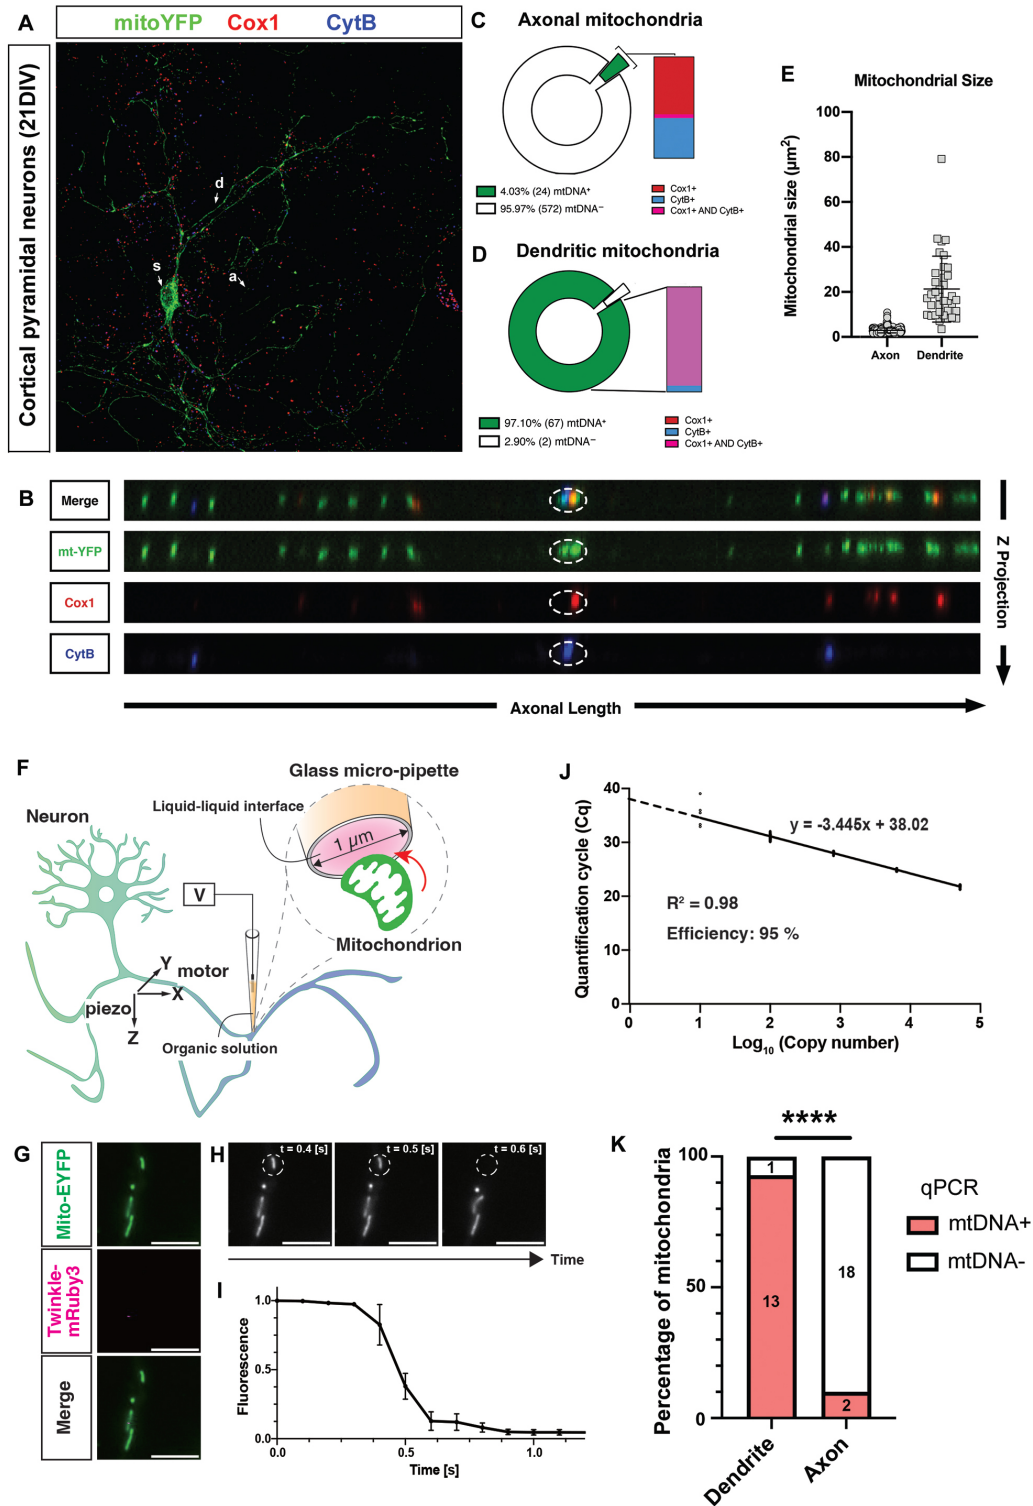 A
mitoYFP Cox1 CytB
Cortical pyramidal neurons (21DIV)
d
s
a
C
Axonal mitochondria
4.03% (24) mtDNA⁺
95.97% (572) mtDNA⁻
Cox1+
CytB+
Cox1+ AND CytB+
D
Dendritic mitochondria
97.10% (67) mtDNA⁺
2.90% (2) mtDNA⁻
Cox1+
CytB+
Cox1+ AND CytB+
E
Mitochondrial Size
Mitochondrial size (µm²)
100
80
60
40
20
0
Axon Dendrite
B
Merge
mt-YFP
Cox1
CytB
Z Projection
Axonal Length
F
Glass micro-pipette
Liquid-liquid interface
Neuron
1 µm
V
Mitochondrion
Y
motor
X
piezo
Z
Organic solution
J
Quantification cycle (Cq)
40
30
20
10
0
y = -3.445x + 38.02
R² = 0.98
Efficiency: 95 %
0 1 2 3 4 5
Log₁₀ (Copy number)
G
Mito-EYFP
Twinkle-
mRuby3
Merge
H
t = 0.4 [s] t = 0.5 [s] t = 0.6 [s]
Time
I
Fluorescence
1.0
0.5
0.0
0.0 0.5 1.0
Time [s]
K
****
Percentage of mitochondria
100
50
0
1
13
18
2
qPCR
mtDNA+
mtDNA-
Dendrite
Axon